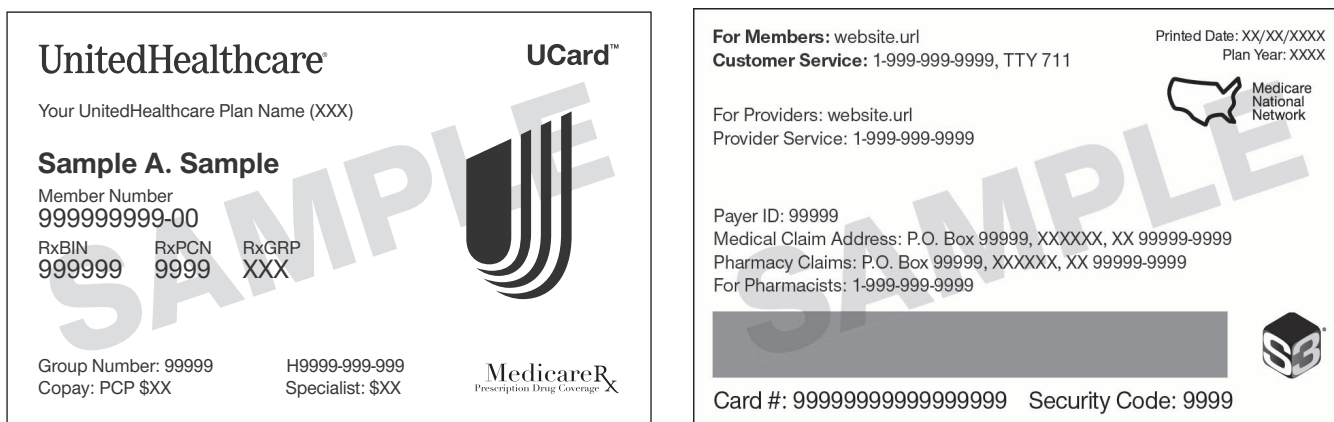 UnitedHealthcare®
UCard™
Your UnitedHealthcare Plan Name (XXX)
Sample A. Sample
Member Number
999999999-00
RxBIN RxPCN RxGRP
999999 9999 XXX
Group Number: 99999 H9999-999-999
Copay: PCP $XX Specialist: $XX
MedicareRx
Prescription Drug Coverage
SAMPLE
For Members: website.url
Customer Service: 1-999-999-9999, TTY 711
Printed Date: XX/XX/XXXX
Plan Year: XXXX
Medicare
National
Network
For Providers: website.url
Provider Service: 1-999-999-9999
Payer ID: 99999
Medical Claim Address: P.O. Box 99999, XXXXXX, XX 99999-9999
Pharmacy Claims: P.O. Box 99999, XXXXXX, XX 99999-9999
For Pharmacists: 1-999-999-9999
S3
Card #: 99999999999999999 Security Code: 9999
SAMPLE